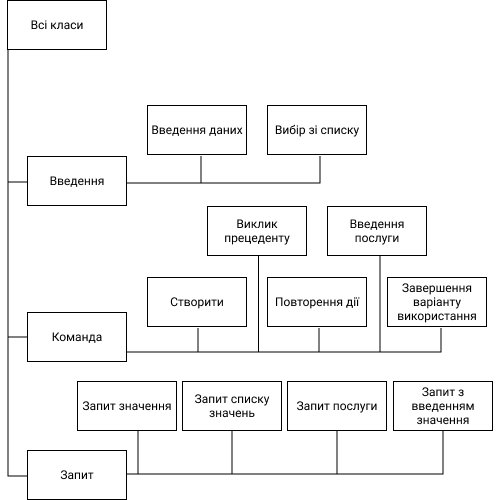 Всі класи
Введення даних
Вибір зі списку
Введення
Виклик
прецеденту
Введення
послуги
Створити
Повторення дії
Завершення
варіанту
використання
Команда
Запит значення
Запит списку
значень
Запит послуги
Запит з
введенням
значення
Запит